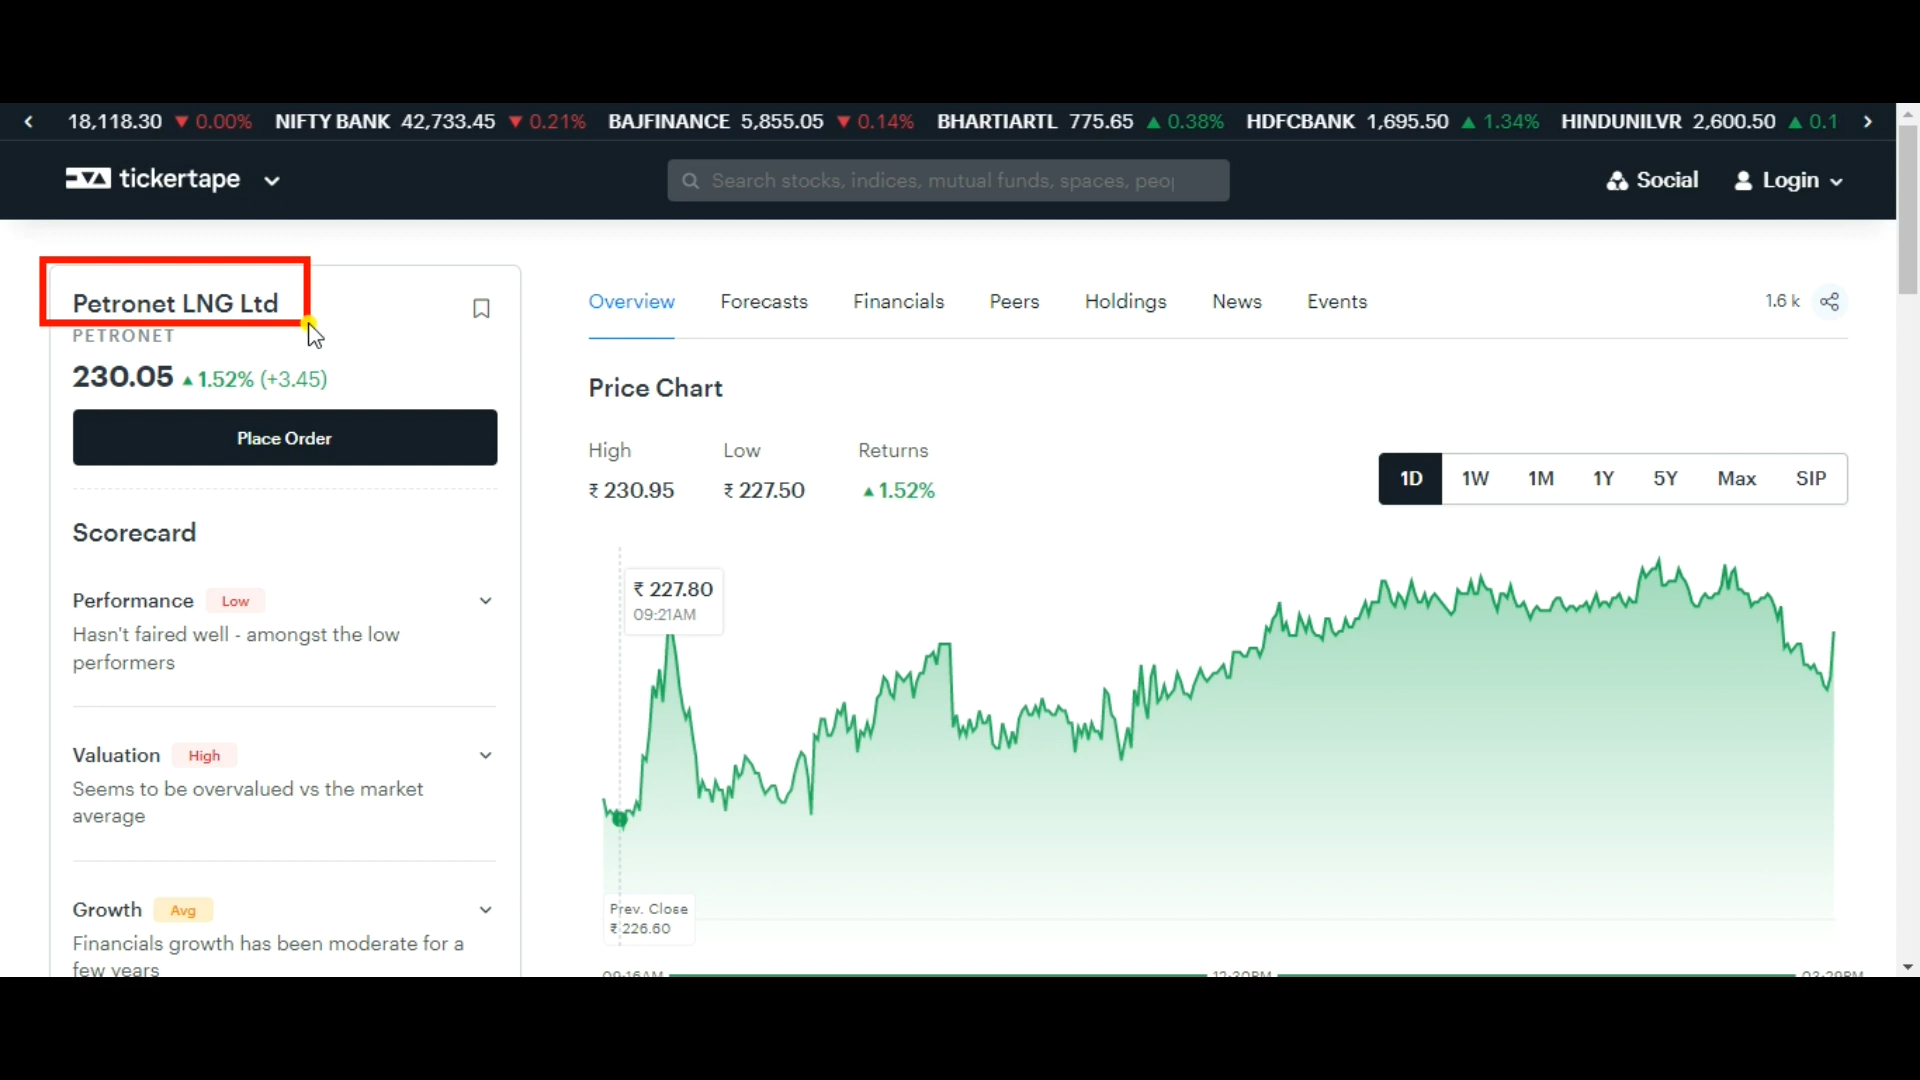 18,118.30 ▼ 0.00% NIFTY BANK 42,733.45 ▼ 0.21% BAJFINANCE 5,855.05 ▼ 0.14% BHARTIARTL 775.65 ▲ 0.38% HDFCBANK 1,695.50 ▲ 1.34% HINDUNILVR 2,600.50 ▲ 0.1
tickertape
Search stocks, indices, mutual funds, spaces, peo
Social
Login
Petronet LNG Ltd
PETRONET
230.05 ▲ 1.52% (+3.45)
Place Order
Scorecard
Performance Low
Hasn't faired well - amongst the low
performers
Valuation High
Seems to be overvalued vs the market
average
Growth Avg
Financials growth has been moderate for a
few years
Overview Forecasts Financials Peers Holdings News Events
1.6 k
Price Chart
High Low Returns
₹ 230.95 ₹ 227.50 ▲ 1.52%
1D 1W 1M 1Y 5Y Max SIP
₹ 227.80
09:21AM
Prev. Close
₹ 226.60
09:16AM 12:30PM 03:29PM